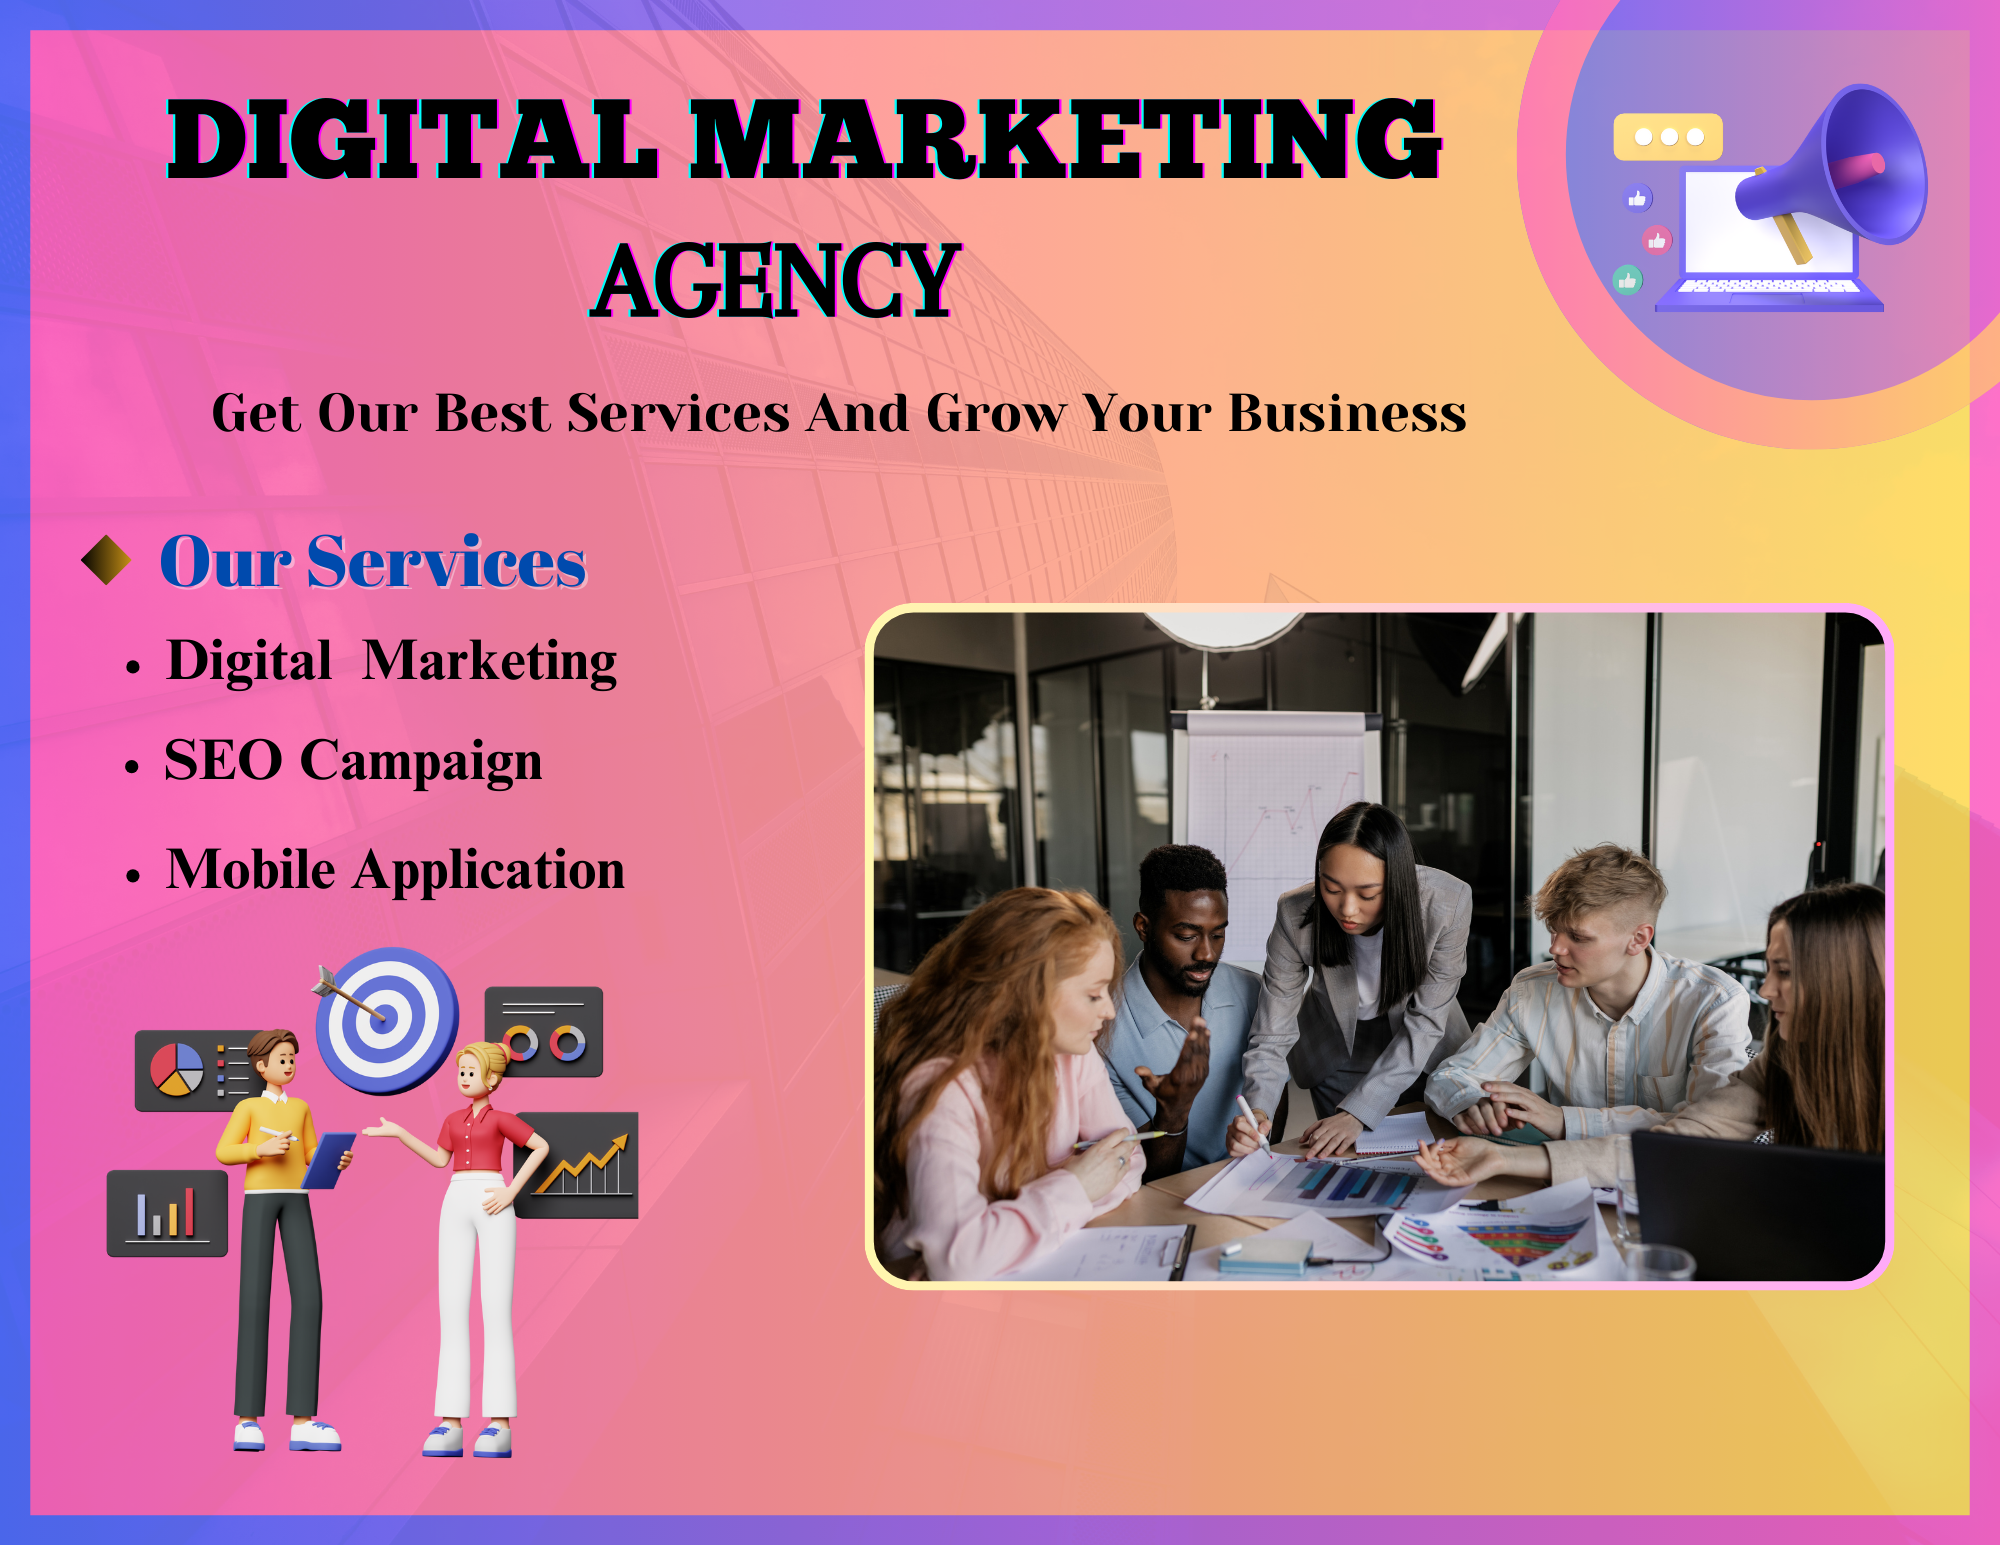 DIGITAL MARKETING
AGENCY
Get Our Best Services And Grow Your Business
Our Services
• Digital Marketing
• SEO Campaign
• Mobile Application